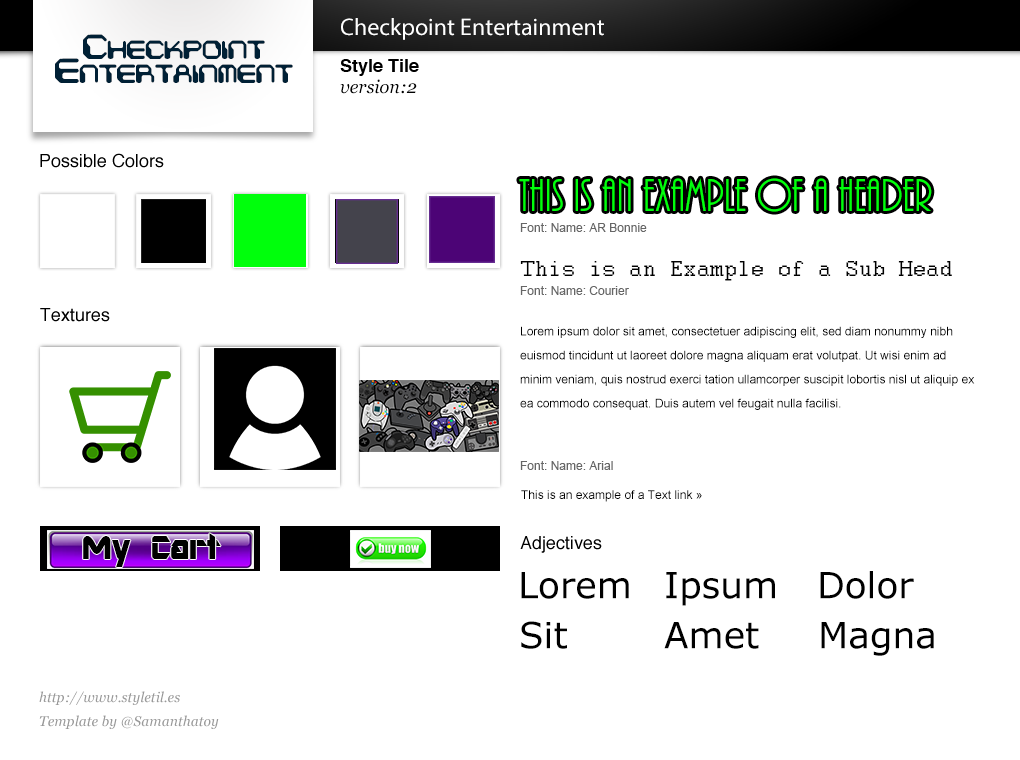 Checkpoint
Entertainment
Checkpoint Entertainment
Style Tile
version:2
Possible Colors
Textures
My Cart
buy now
THIS IS AN EXAMPLE OF A HEADER
Font: Name: AR Bonnie
This is an Example of a Sub Head
Font: Name: Courier
Lorem ipsum dolor sit amet, consectetuer adipiscing elit, sed diam nonummy nibh
euismod tincidunt ut laoreet dolore magna aliquam erat volutpat. Ut wisi enim ad
minim veniam, quis nostrud exerci tation ullamcorper suscipit lobortis nisl ut aliquip ex
ea commodo consequat. Duis autem vel feugait nulla facilisi.
Font: Name: Arial
This is an example of a Text link »
Adjectives
Lorem Ipsum Dolor
Sit Amet Magna
http://www.styletil.es
Template by @Samanthatoy